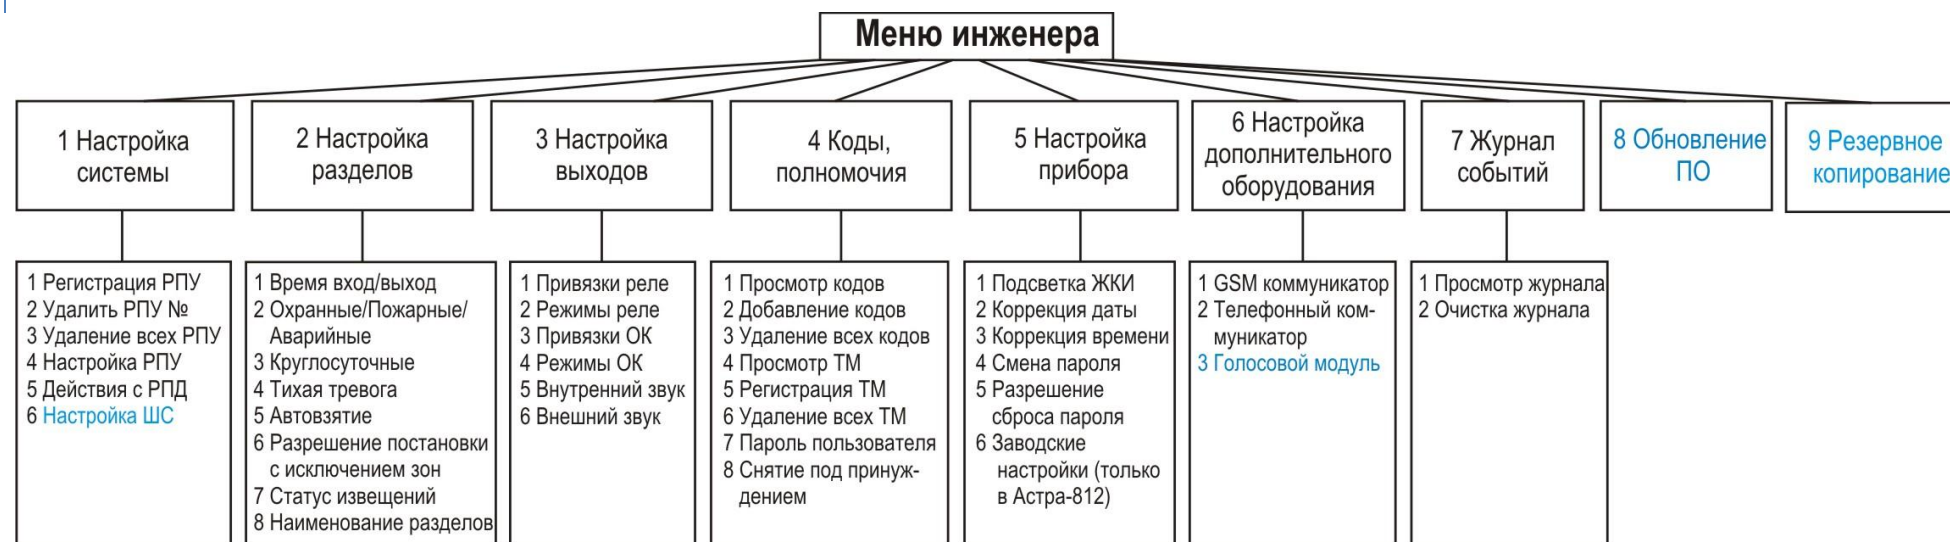 Меню инженера
1 Настройка
системы
2 Настройка
разделов
3 Настройка
выходов
4 Коды,
полномочия
5 Настройка
прибора
6 Настройка
дополнительного
оборудования
7 Журнал
событий
8 Обновление
ПО
9 Резервное
копирование
1 Регистрация РПУ
2 Удалить РПУ №
3 Удаление всех РПУ
4 Настройка РПУ
5 Действия с РПД
6 Настройка ШС
1 Время вход/выход
2 Охранные/Пожарные/
Аварийные
3 Круглосуточные
4 Тихая тревога
5 Автовзятие
6 Разрешение постановки
с исключением зон
7 Статус извещений
8 Наименование разделов
1 Привязки реле
2 Режимы реле
3 Привязки ОК
4 Режимы ОК
5 Внутренний звук
6 Внешний звук
1 Просмотр кодов
2 Добавление кодов
3 Удаление всех кодов
4 Просмотр ТМ
5 Регистрация ТМ
6 Удаление всех ТМ
7 Пароль пользователя
8 Снятие под принуж-
дением
1 Подсветка ЖКИ
2 Коррекция даты
3 Коррекция времени
4 Смена пароля
5 Разрешение
сброса пароля
6 Заводские
настройки (только
в Астра-812)
1 GSM коммуникатор
2 Телефонный ком-
муникатор
3 Голосовой модуль
1 Просмотр журнала
2 Очистка журнала